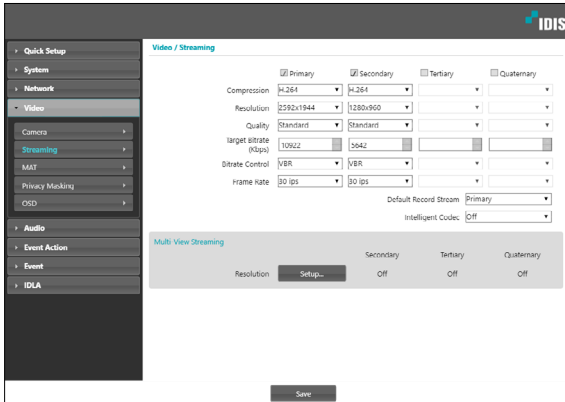 IDIS
Quick Setup
System
Network
Video
Camera
Streaming
MAT
Privacy Masking
OSD
Audio
Event Action
Event
IDLA
Video / Streaming
Primary Secondary Tertiary Quaternary
Compression H.264 H.264
Resolution 2592x1944 1280x960
Quality Standard Standard
Target Bitrate
(Kbps) 10922 5642
Bitrate Control VBR VBR
Frame Rate 30 ips 30 ips
Default Record Stream Primary
Intelligent Codec Off
Multi View Streaming
Secondary Tertiary Quaternary
Resolution Setup... Off Off Off
Save